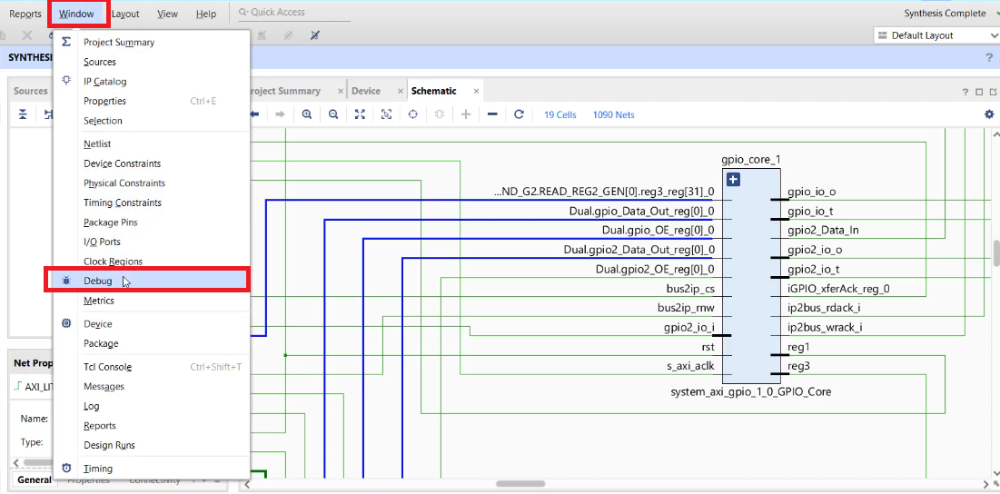 Reports Window Layout View Help Quick Access Synthesis Complete
Default Layout
SYNTHESI ?
Sources roject Summary × Device × Schematic × ?
19 Cells 1090 Nets
Project Summary
Sources
IP Catalog
Properties Ctrl+E
Selection
Netlist
Device Constraints
Physical Constraints
Timing Constraints
Package Pins
I/O Ports
Clock Regions
Debug
Metrics
Device
Package
Tcl Console Ctrl+Shift+T
Messages
Log
Reports
Design Runs
Timing
gpio_core_1
...ND_G2.READ_REG2_GEN[0].reg3_reg[31]_0 gpio_io_o
Dual.gpio_Data_Out_reg[0]_0 gpio_io_t
Dual.gpio_OE_reg[0]_0 gpio2_Data_In
Dual.gpio2_Data_Out_reg[0]_0 gpio2_io_o
Dual.gpio2_OE_reg[0]_0 gpio2_io_t
bus2ip_cs iGPIO_xferAck_reg_0
bus2ip_rnw ip2bus_rdack_i
gpio2_io_i ip2bus_wrack_i
rst reg1
s_axi_aclk reg3
system_axi_gpio_1_0_GPIO_Core
Net Prop
AXI_LIT
Name:
Type:
General Properties Connectivity